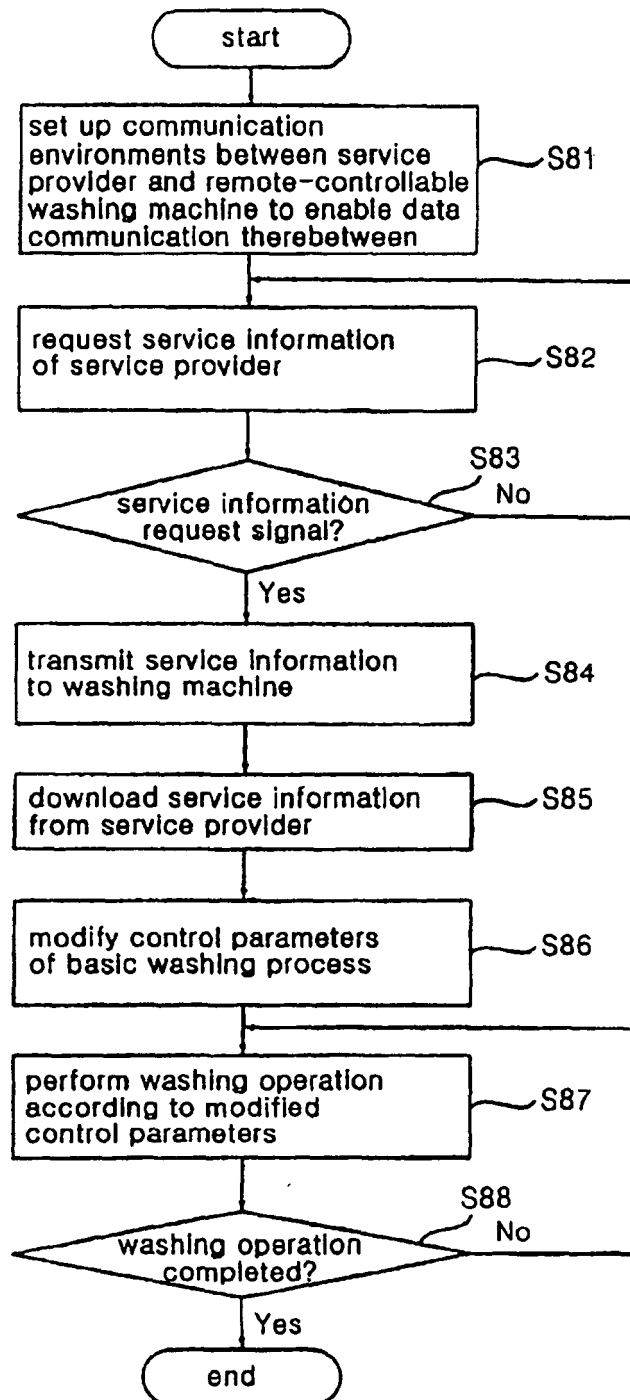 start
set up communication
environments between service
provider and remote-controllable
washing machine to enable data
communication therebetween
S81
request service information
of service provider
S82
S83
service information
request signal?
No
Yes
transmit service information
to washing machine
S84
download service information
from service provider
S85
modify control parameters
of basic washing process
S86
perform washing operation
according to modified
control parameters
S87
S88
washing operation
completed?
No
Yes
end